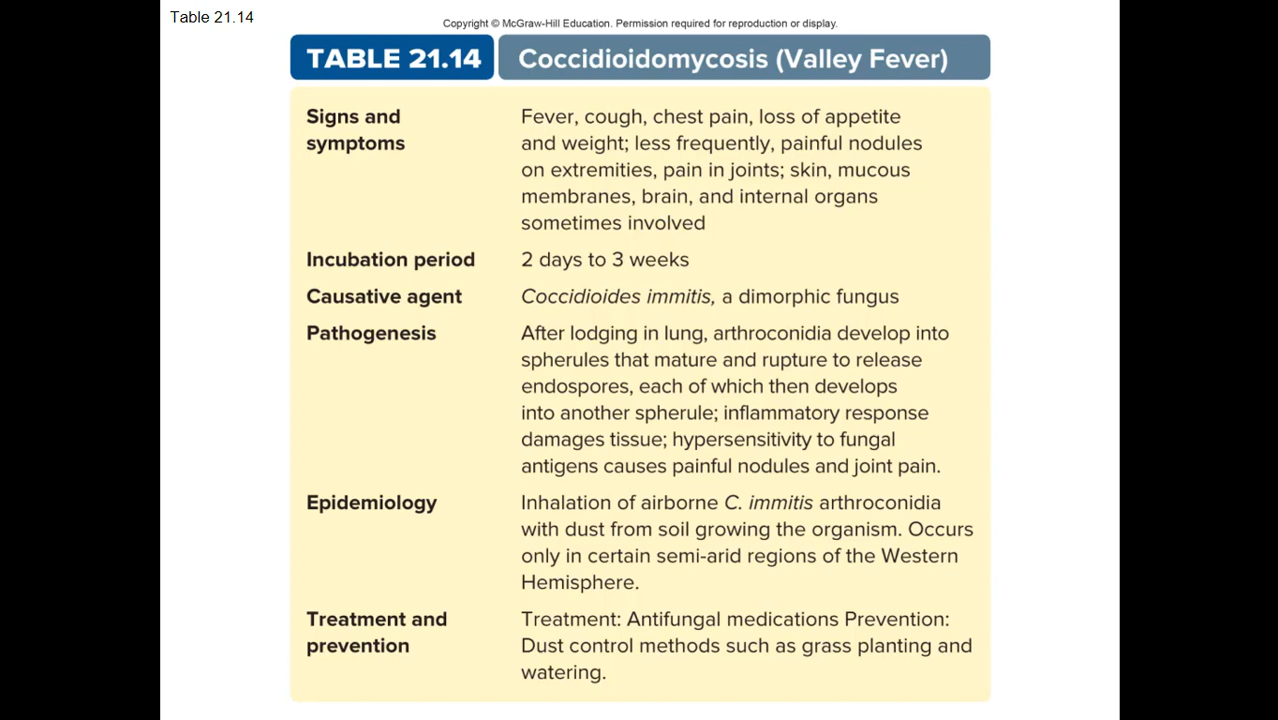 Table 21.14
Copyright © McGraw-Hill Education. Permission required for reproduction or display.
TABLE 21.14 Coccidioidomycosis (Valley Fever)
Signs and symptoms
Fever, cough, chest pain, loss of appetite
and weight; less frequently, painful nodules
on extremities, pain in joints; skin, mucous
membranes, brain, and internal organs
sometimes involved
Incubation period
2 days to 3 weeks
Causative agent
Coccidioides immitis, a dimorphic fungus
Pathogenesis
After lodging in lung, arthroconidia develop into
spherules that mature and rupture to release
endospores, each of which then develops
into another spherule; inflammatory response
damages tissue; hypersensitivity to fungal
antigens causes painful nodules and joint pain.
Epidemiology
Inhalation of airborne C. immitis arthroconidia
with dust from soil growing the organism. Occurs
only in certain semi-arid regions of the Western
Hemisphere.
Treatment and
prevention
Treatment: Antifungal medications Prevention:
Dust control methods such as grass planting and
watering.